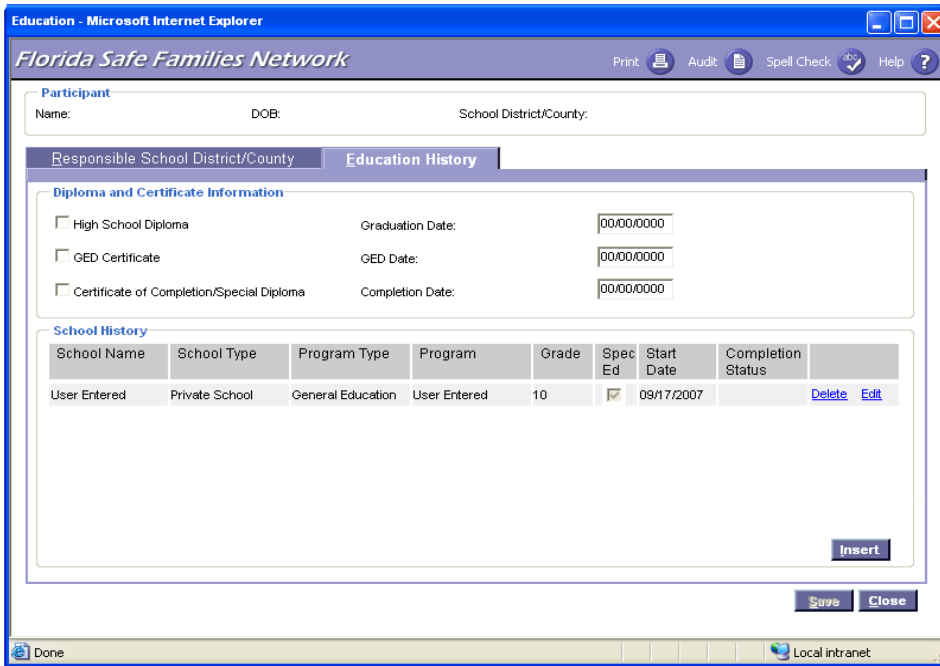 Education - Microsoft Internet Explorer
Florida Safe Families Network Print Audit abc Spell Check Help ?
Participant
Name: DOB: School District/County:
Responsible School District/County Education History
Diploma and Certificate Information
High School Diploma Graduation Date: 00/00/0000
GED Certificate GED Date: 00/00/0000
Certificate of Completion/Special Diploma Completion Date: 00/00/0000
School History
School Name School Type Program Type Program Grade Spec Start Completion
Ed Date Status
User Entered Private School General Education User Entered 10 09/17/2007 Delete Edit
Insert
Save Close
Done Local intranet